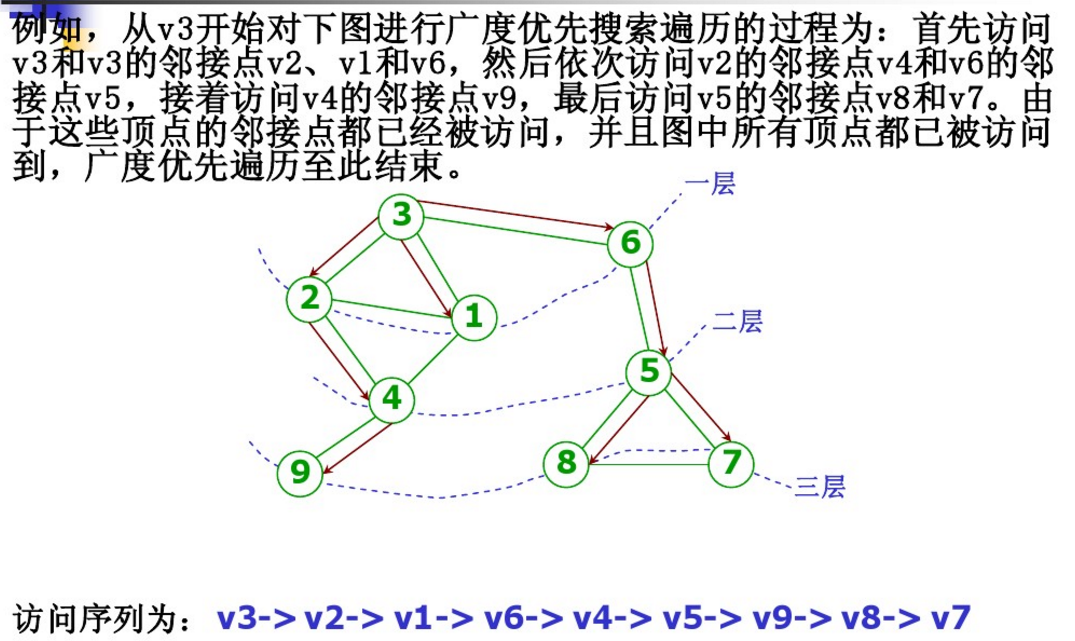 例如，从v3开始对下图进行广度优先搜索遍历的过程为：首先访问
v3和v3的邻接点v2、v1和v6，然后依次访问v2的邻接点v4和v6的邻
接点v5，接着访问v4的邻接点v9，最后访问v5的邻接点v8和v7。由
于这些顶点的邻接点都已经被访问，并且图中所有顶点都已被访问
到，广度优先遍历至此结束。
一层
3
6
2
1
二层
5
4
9
8
7
三层
访问序列为： v3-> v2-> v1-> v6-> v4-> v5-> v9-> v8-> v7